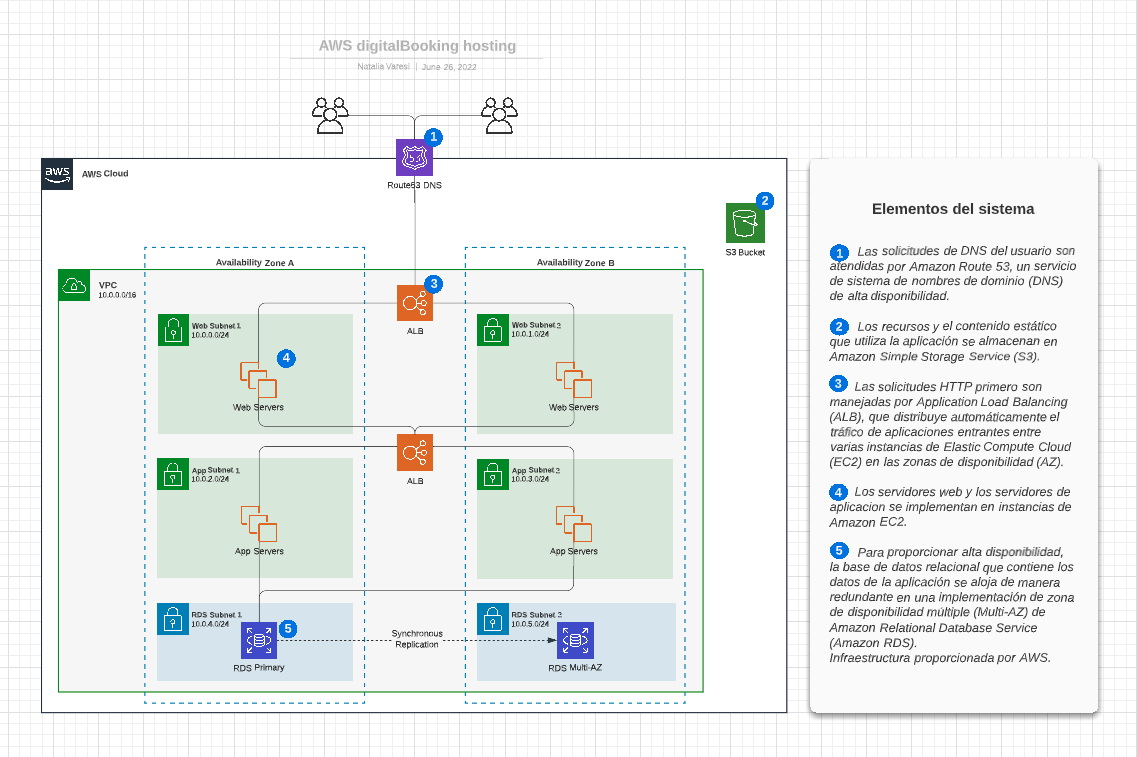 AWS digitalBooking hosting
Natalia Varesi | June 26, 2022
1
Route53 DNS
aws
AWS Cloud
2
S3 Bucket
Availability Zone A
Availability Zone B
VPC
10.0.0.0/16
3
ALB
Web Subnet 1
10.0.0.0/24
4
Web Servers
Web Subnet 2
10.0.1.0/24
Web Servers
ALB
App Subnet 1
10.0.2.0/24
App Servers
App Subnet 2
10.0.3.0/24
App Servers
RDS Subnet 1
10.0.4.0/24
5
RDS Primary
Synchronous
Replication
RDS Subnet 2
10.0.5.0/24
RDS Multi-AZ
Elementos del sistema
1 Las solicitudes de DNS del usuario son
atendidas por Amazon Route 53, un servicio
de sistema de nombres de dominio (DNS)
de alta disponibilidad.
2 Los recursos y el contenido estático
que utiliza la aplicación se almacenan en
Amazon Simple Storage Service (S3).
3 Las solicitudes HTTP primero son
manejadas por Application Load Balancing
(ALB), que distribuye automáticamente el
tráfico de aplicaciones entrantes entre
varias instancias de Elastic Compute Cloud
(EC2) en las zonas de disponibilidad (AZ).
4 Los servidores web y los servidores de
aplicacion se implementan en instancias de
Amazon EC2.
5 Para proporcionar alta disponibilidad,
la base de datos relacional que contiene los
datos de la aplicación se aloja de manera
redundante en una implementación de zona
de disponibilidad múltiple (Multi-AZ) de
Amazon Relational Database Service
(Amazon RDS).
Infraestructura proporcionada por AWS.